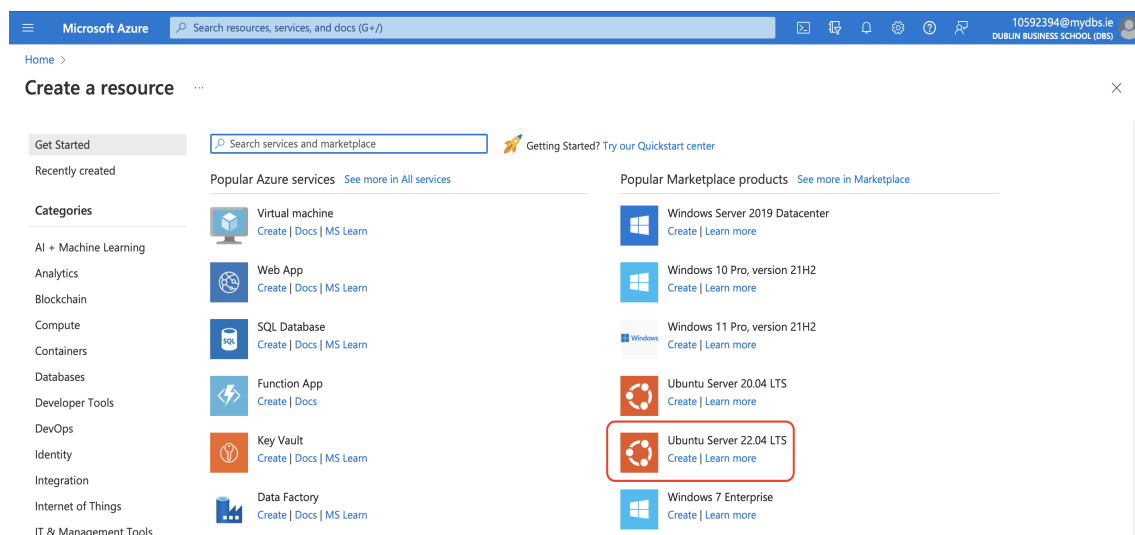 Microsoft Azure
Search resources, services, and docs (G+/)
10592394@mydbs.ie
DUBLIN BUSINESS SCHOOL (DBS)
Home >
Create a resource ...
Get Started
Recently created
Categories
AI + Machine Learning
Analytics
Blockchain
Compute
Containers
Databases
Developer Tools
DevOps
Identity
Integration
Internet of Things
IT & Management Tools
Search services and marketplace
Getting Started? Try our Quickstart center
Popular Azure services See more in All services
Virtual machine
Create | Docs | MS Learn
Web App
Create | Docs | MS Learn
SQL
SQL Database
Create | Docs | MS Learn
Function App
Create | Docs
Key Vault
Create | Docs | MS Learn
Data Factory
Create | Docs | MS Learn
Popular Marketplace products See more in Marketplace
Windows Server 2019 Datacenter
Create | Learn more
Windows 10 Pro, version 21H2
Create | Learn more
Windows
Windows 11 Pro, version 21H2
Create | Learn more
Ubuntu Server 20.04 LTS
Create | Learn more
Ubuntu Server 22.04 LTS
Create | Learn more
Windows 7 Enterprise
Create | Learn more